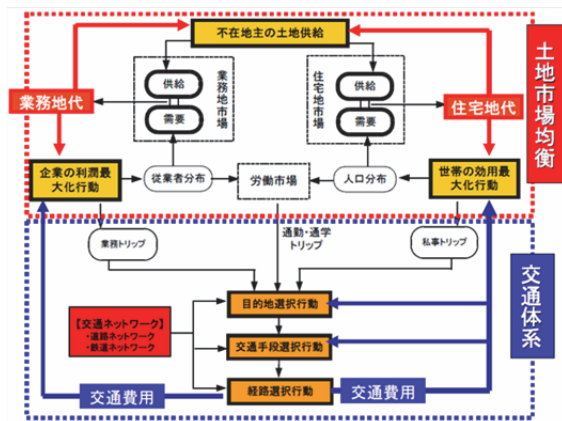 不在地主の土地供給
土地市場均衡
業務地市場
供給
需要
住宅地市場
供給
需要
業務地代
住宅地代
企業の利潤最
大化行動
従業者分布
労働市場
人口分布
世帯の効用最
大化行動
業務トリップ
通勤・通学
トリップ
私事トリップ
交通体系
目的地選択行動
【交通ネットワーク】
・道路ネットワーク
・鉄道ネットワーク
交通手段選択行動
経路選択行動
交通費用
交通費用